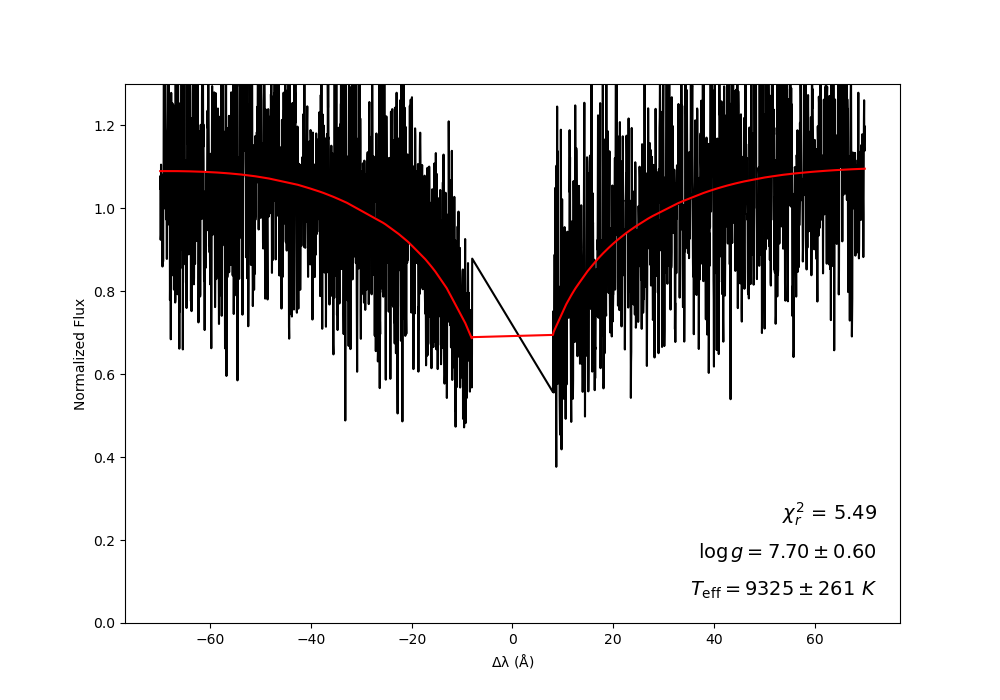 1.2
1.0
0.8
0.6
0.4
0.2
0.0
Normalized Flux
χ²ᵣ = 5.49
log g = 7.70 ± 0.60
T_eff = 9325 ± 261 K
−60 −40 −20 0 20 40 60
Δλ (Å)